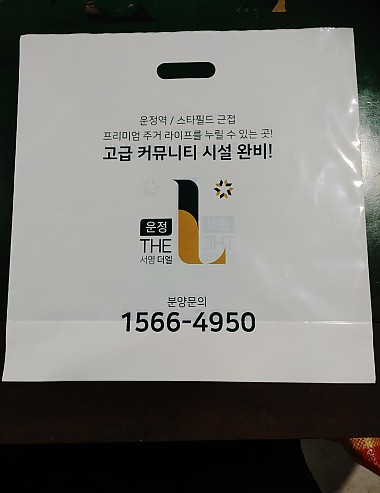 운정역 / 스타필드 근접
프리미엄 주거 라이프를 누릴 수 있는 곳!
고급 커뮤니티 시설 완비!
운정
THE L
서영 더엘
분양문의
1566-4950